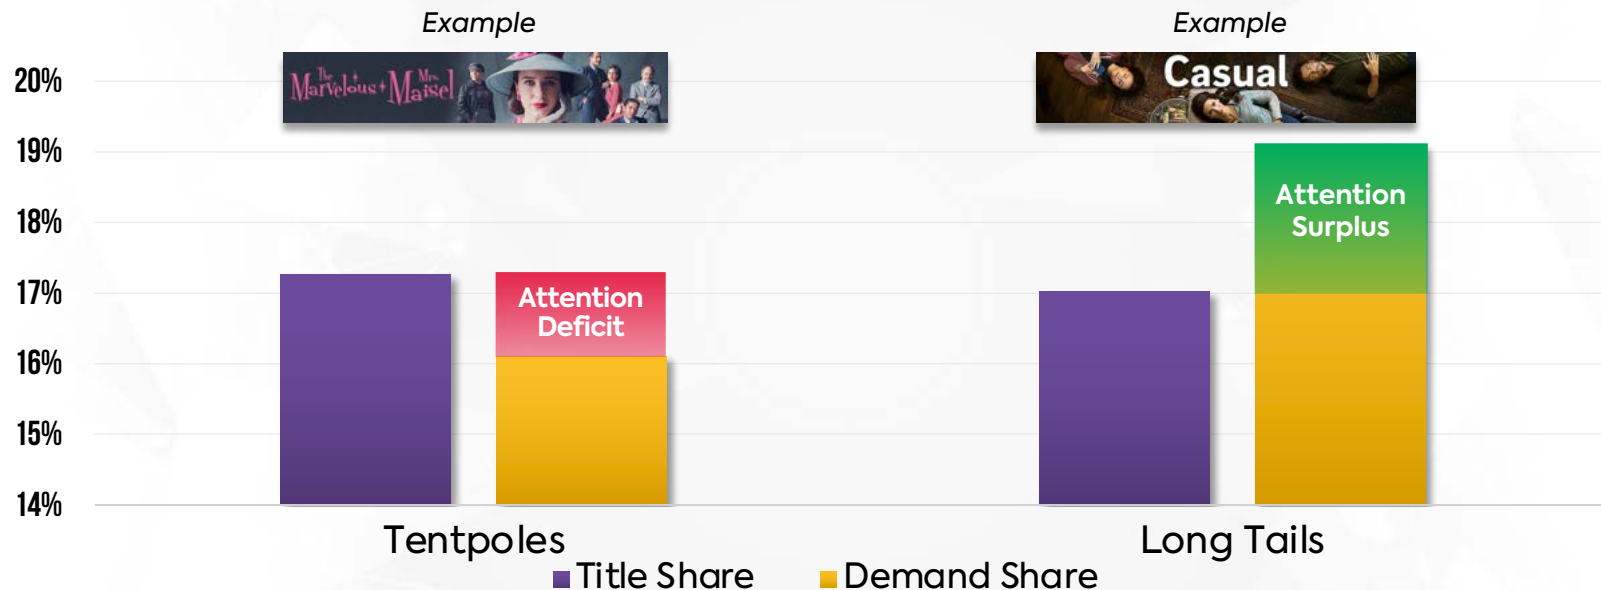 Example
Example
The Marvelous Mrs. Maisel
Casual
20%
19%
18%
17%
16%
15%
14%
Attention
Deficit
Attention
Surplus
Tentpoles
Long Tails
Title Share
Demand Share